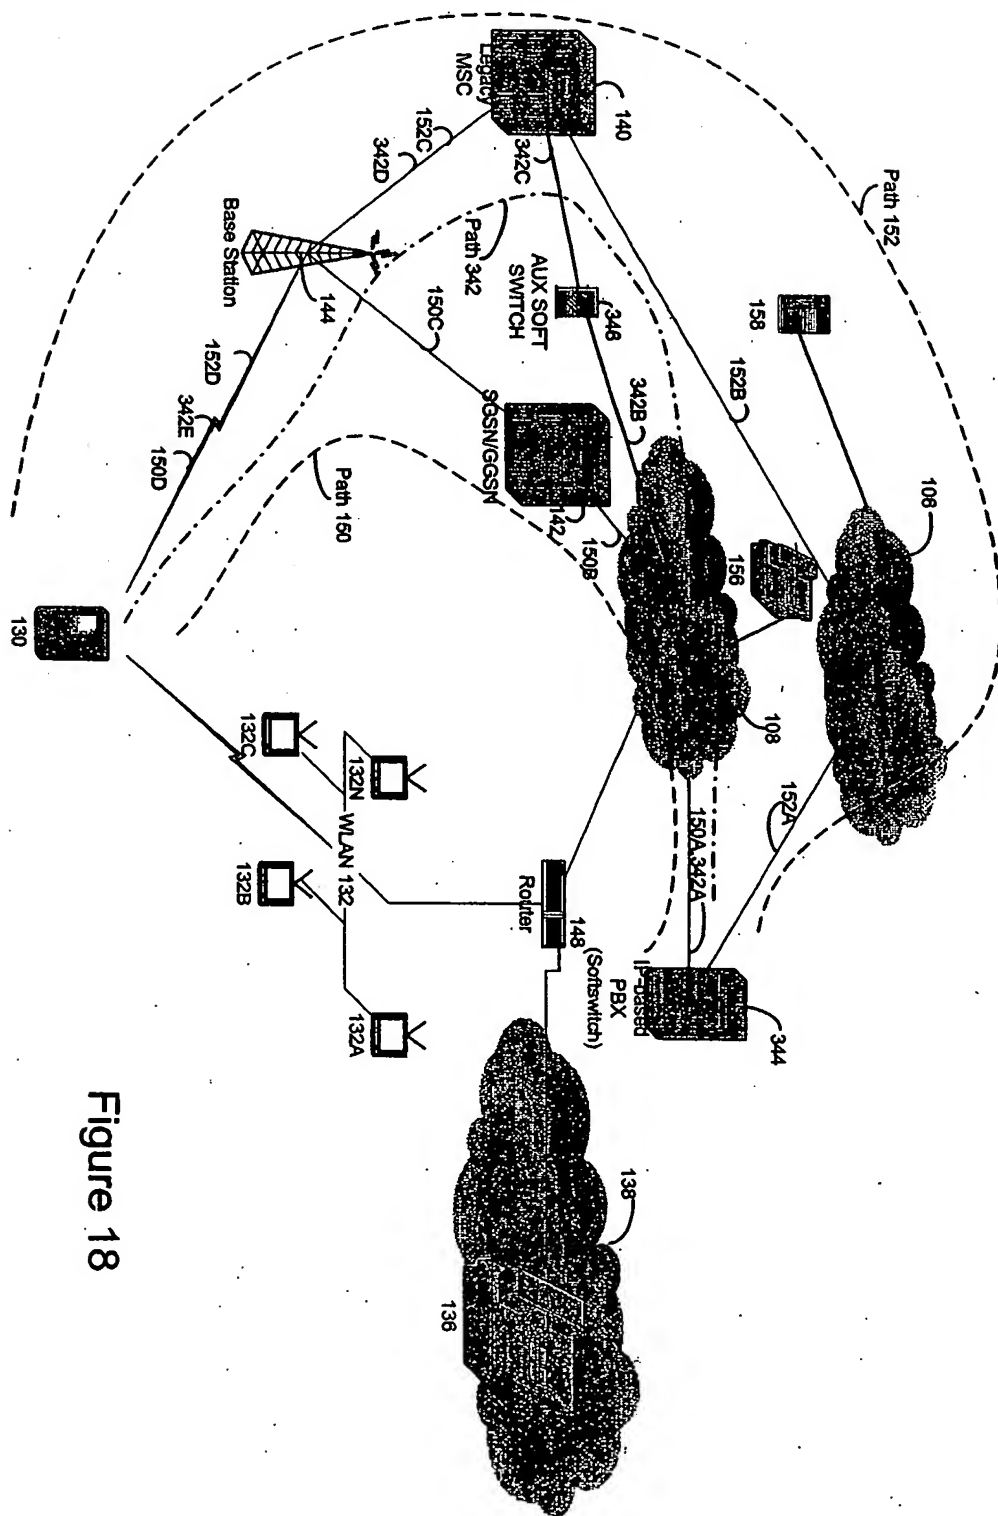 Path 152
106
158
152B
152A
344
156
108
140
Legacy
MSC
342C
346
AUX SOFT
SWITCH
342B
150A,342A
IP-based
PBX
(Softswitch)
138
150B
142
SGSN/GGSM
148
Router
Path 342
152C
342D
150C
136
132A
132N
WLAN 132
144
Base Station
Path 150
152D
342E
150D
132C
132B
130
Figure 18